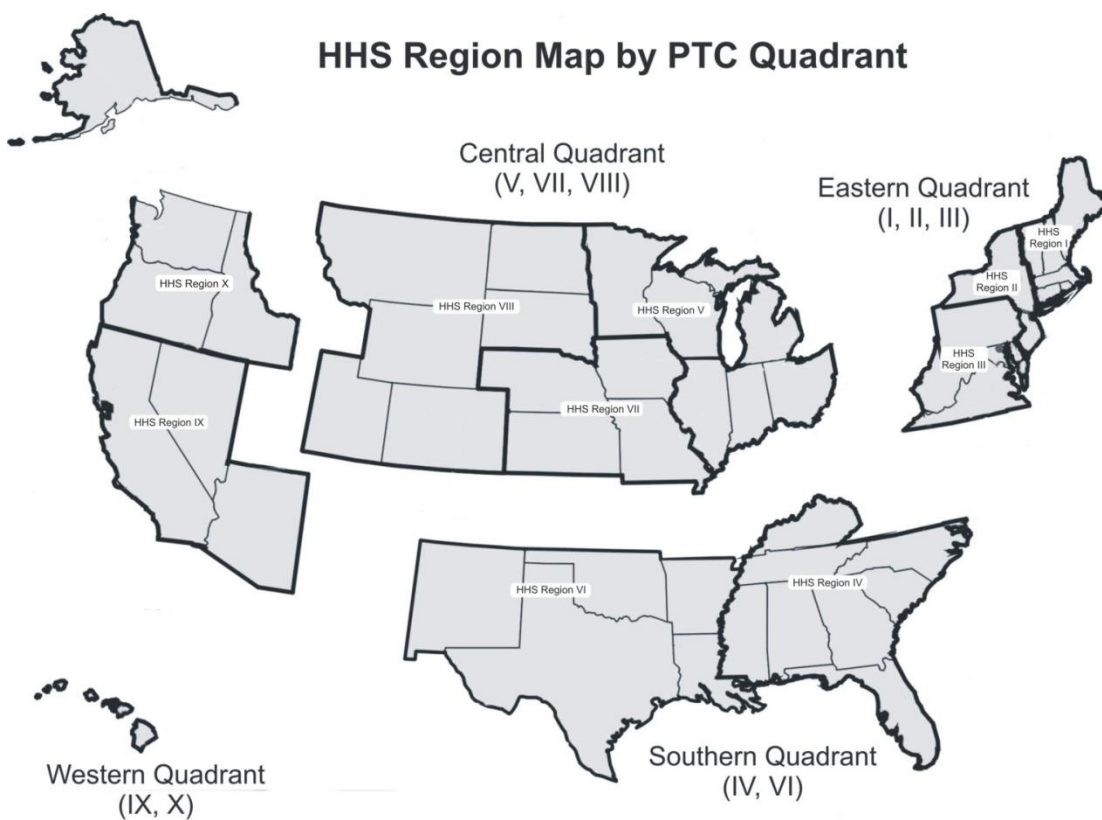 HHS Region Map by PTC Quadrant
Central Quadrant
(V, VII, VIII)
Eastern Quadrant
(I, II, III)
HHS
Region I
HHS
Region II
HHS Region X
HHS Region VIII
HHS Region V
HHS
Region III
HHS Region IX
HHS Region VII
HHS Region VI
HHS Region IV
Western Quadrant
(IX, X)
Southern Quadrant
(IV, VI)